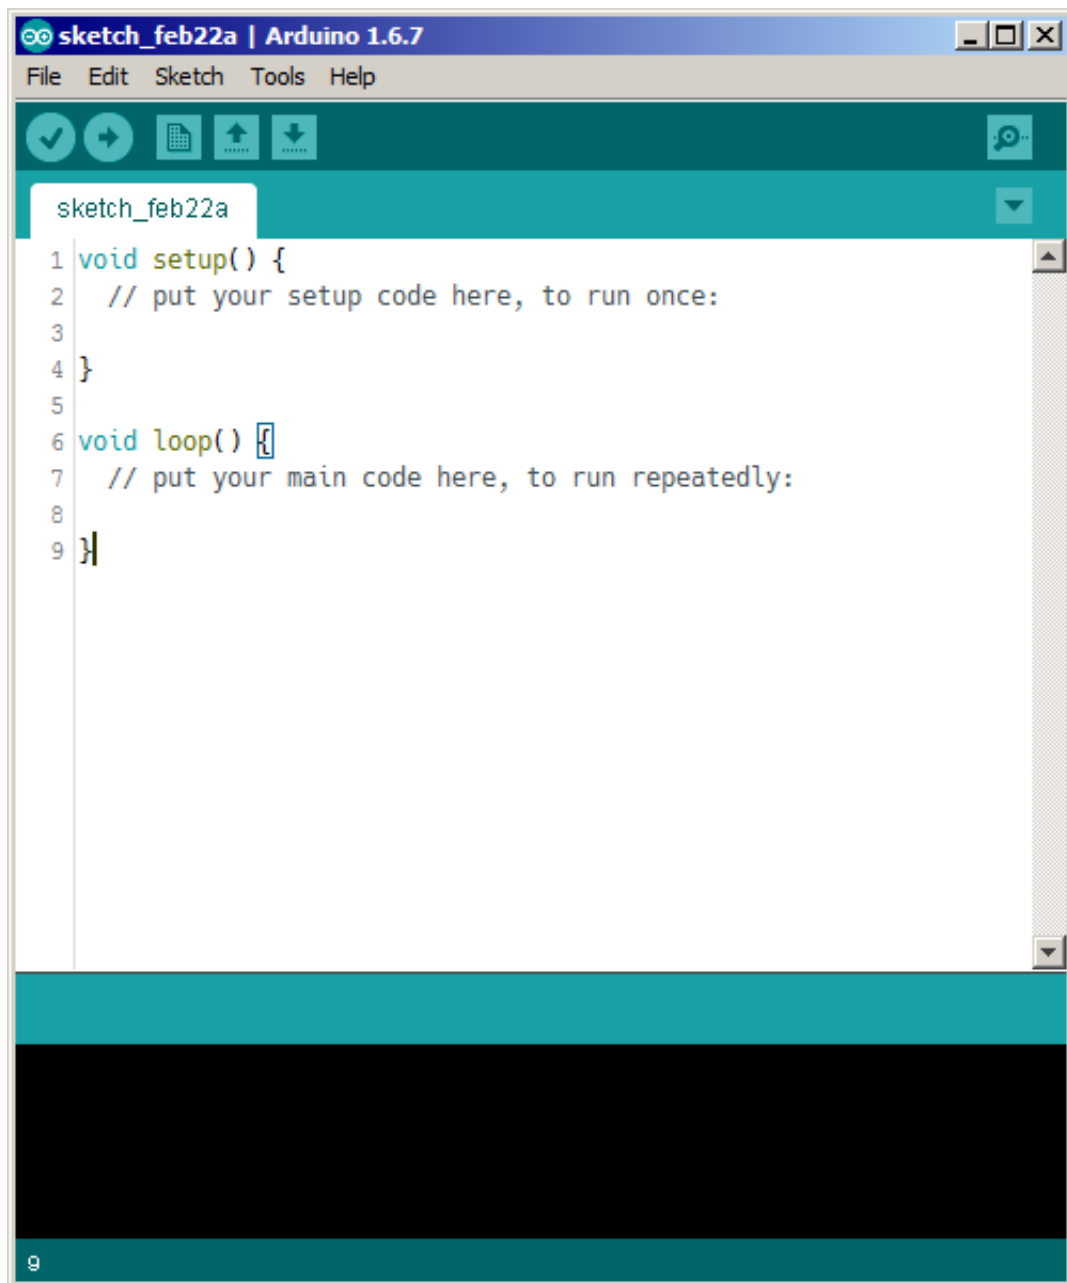 sketch_feb22a | Arduino 1.6.7
File Edit Sketch Tools Help
sketch_feb22a
1 void setup() {
2   // put your setup code here, to run once:
3
4 }
5
6 void loop() {
7   // put your main code here, to run repeatedly:
8
9 }
9